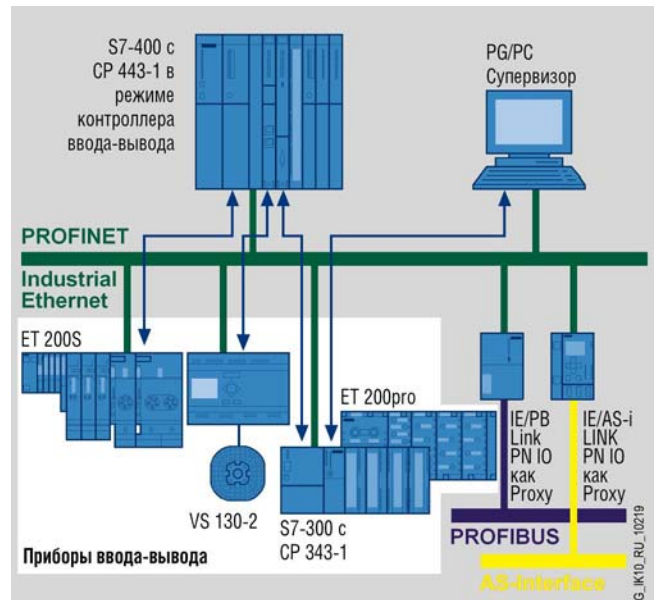 S7-400 с
CP 443-1 в
режиме
контроллера
ввода-вывода
PG/PC
Супервизор
PROFINET
Industrial
Ethernet
ET 200S
VS 130-2
S7-300 с
CP 343-1
ET 200pro
Приборы ввода-вывода
IE/PB
Link
PN IO
как
Proxy
IE/AS-i
LINK
PN IO
как
Proxy
PROFIBUS
AS-Interface
G_IK10_RU_10219